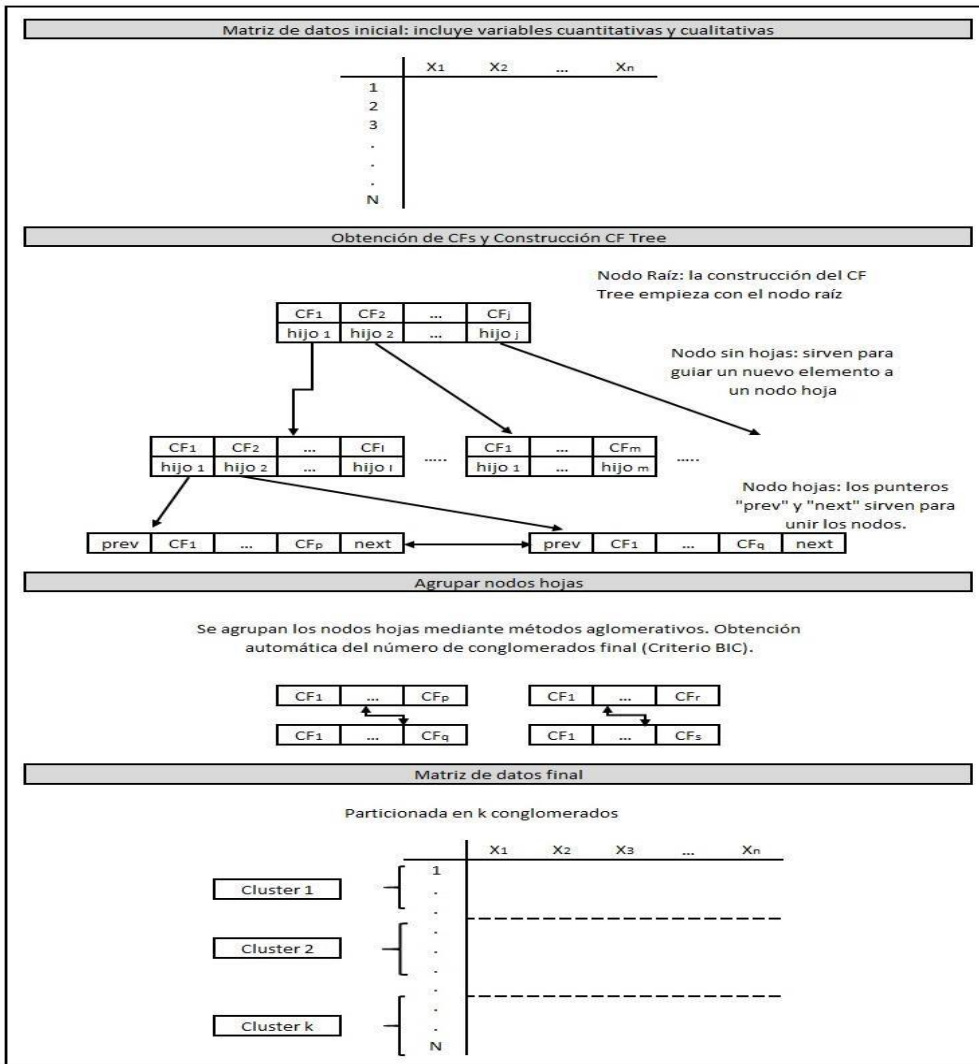 Matriz de datos inicial: incluye variables cuantitativas y cualitativas
X1 X2 ... Xn
1
2
3
.
.
.
N
Obtención de CFs y Construcción CF Tree
Nodo Raíz: la construcción del CF
Tree empieza con el nodo raíz
CF1 CF2 ... CFj
hijo 1 hijo 2 ... hijo j
Nodo sin hojas: sirven para
guiar un nuevo elemento a
un nodo hoja
CF1 CF2 ... CFl ..... CF1 ... CFm .....
hijo 1 hijo 2 ... hijo l hijo 1 ... hijo m
Nodo hojas: los punteros
"prev" y "next" sirven para
unir los nodos.
prev CF1 ... CFp next prev CF1 ... CFq next
Agrupar nodos hojas
Se agrupan los nodos hojas mediante métodos aglomerativos. Obtención
automática del número de conglomerados final (Criterio BIC).
CF1 ... CFp CF1 ... CFr
CF1 ... CFq CF1 ... CFs
Matriz de datos final
Particionada en k conglomerados
X1 X2 X3 ... Xn
1
Cluster 1 .
.
.
Cluster 2 .
.
.
.
Cluster k .
N